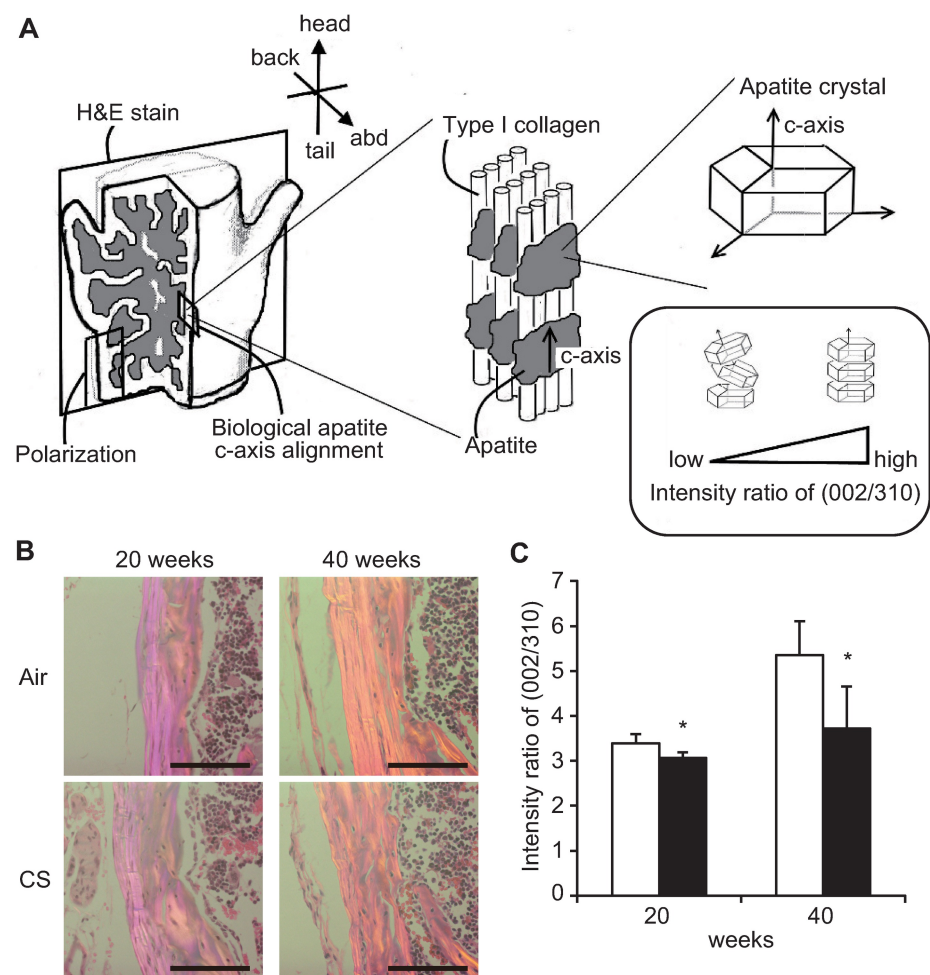 A
head
back
H&E stain
tail
abd
Type I collagen
Apatite crystal
c-axis
c-axis
Polarization
Biological apatite
c-axis alignment
Apatite
low
high
Intensity ratio of (002/310)
B
20 weeks
40 weeks
Air
CS
C
Intensity ratio of (002/310)
7
6
5
4
3
2
1
0
*
*
20
40
weeks